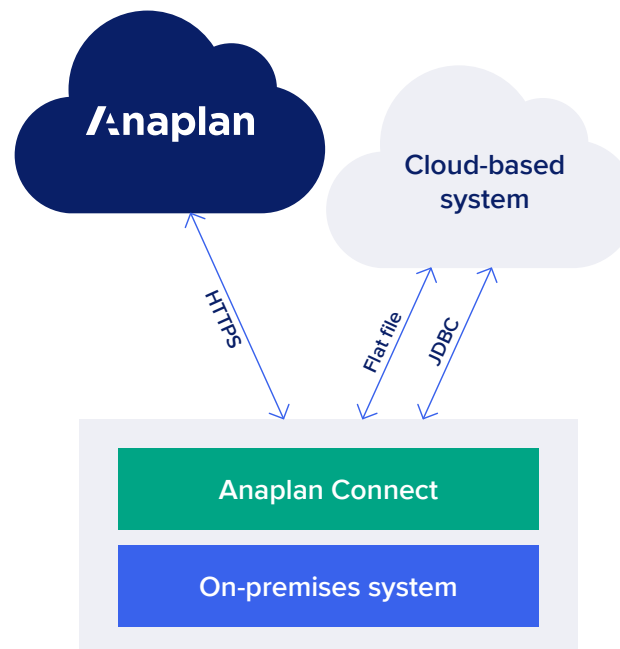 Anaplan
Cloud-based
system
HTTPS
Flat file
JDBC
Anaplan Connect
On-premises system